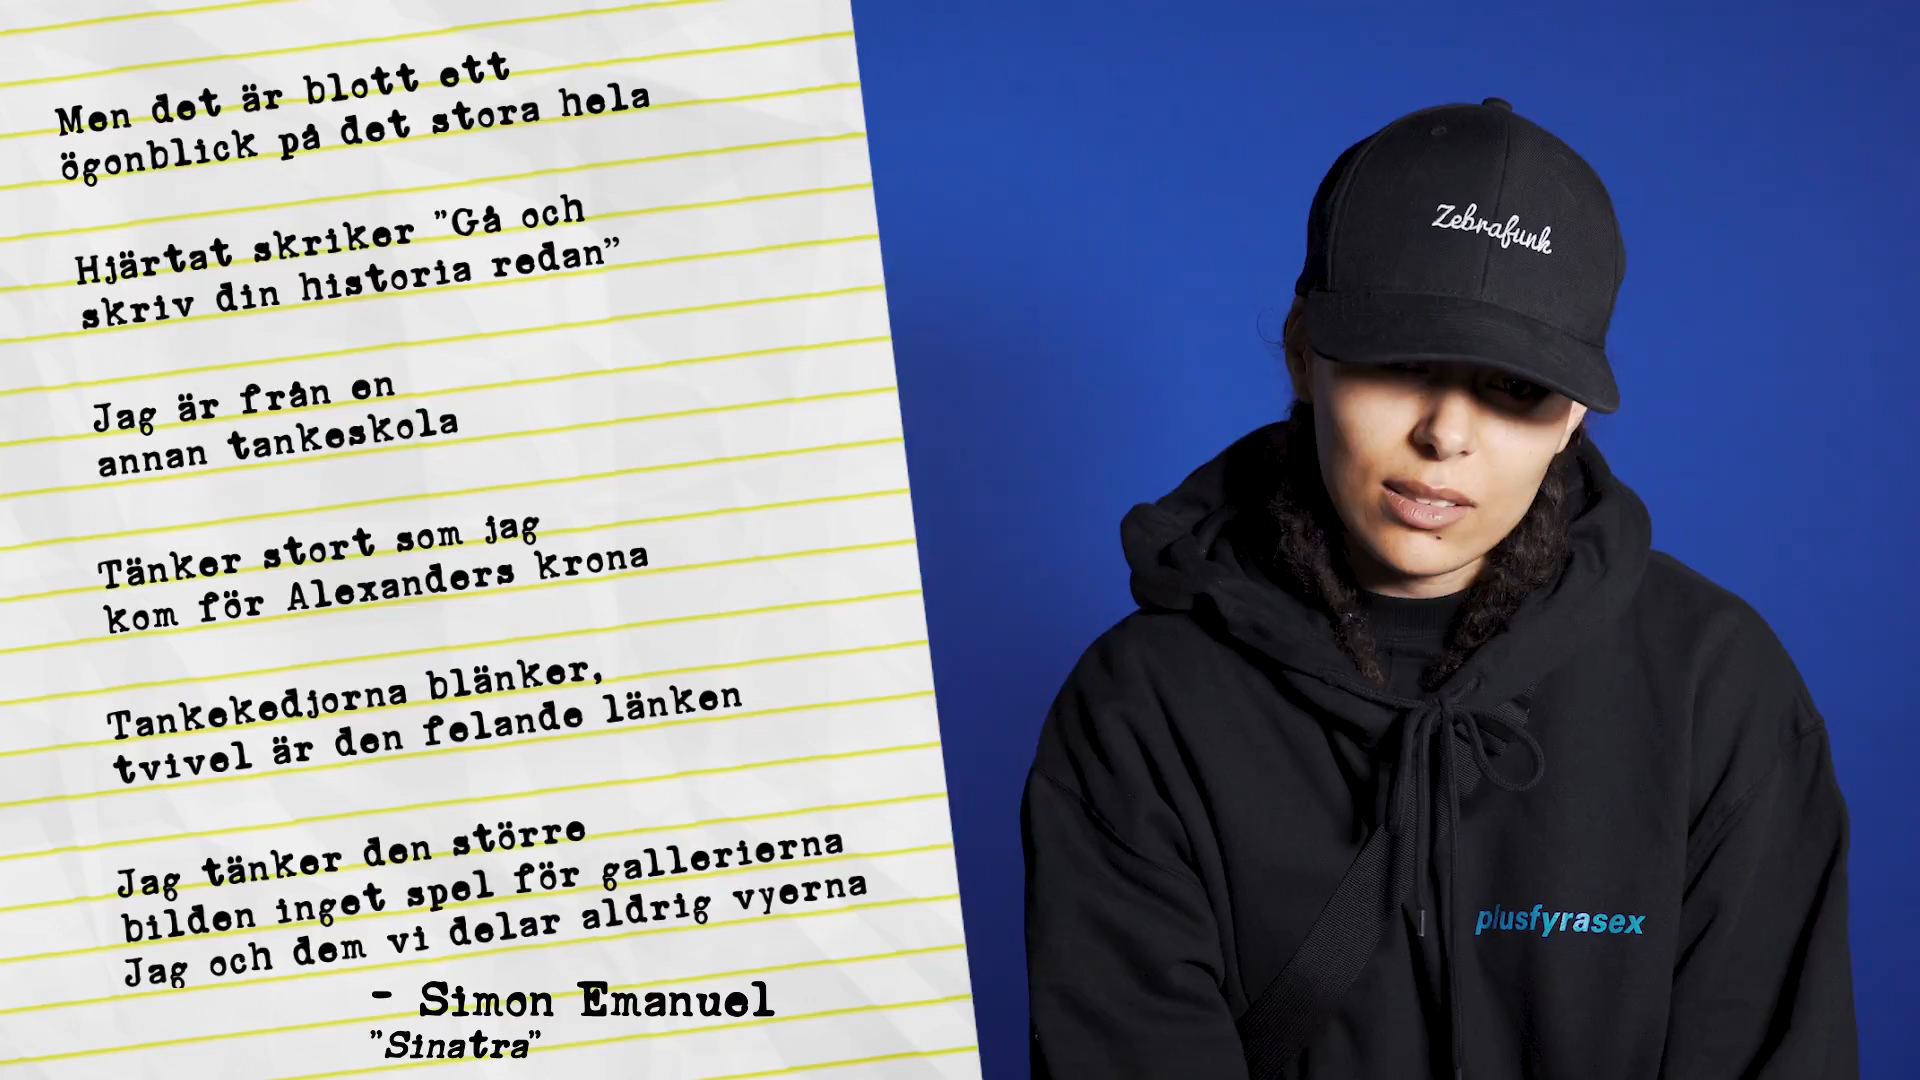 Men det är blott ett
ögonblick på det stora hela
Hjärtat skriker "Gå och
skriv din historia redan"
Jag är från en
annan tankeskola
Tänker stort som jag
kom för Alexanders krona
Tankekedjorna blänker,
tvivel är den felande länken
Jag tänker den större
bilden inget spel för gallerierna
Jag och dem vi delar aldrig vyerna
- Simon Emanuel
"Sinatra"
Zebrafunk
plusfyrasex